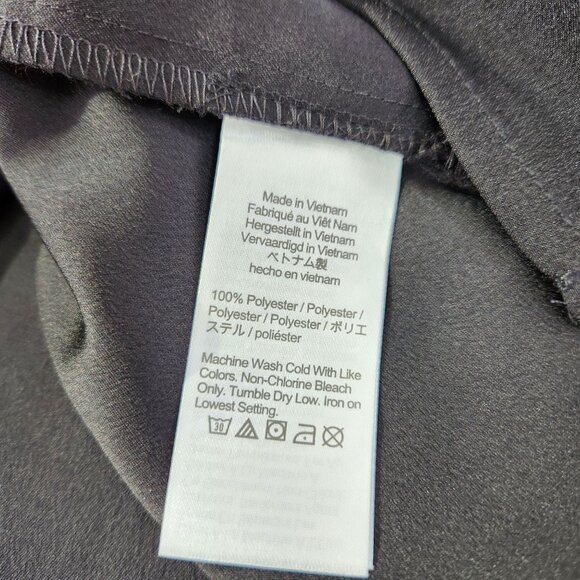 Made in Vietnam
Fabriqué au Viêt Nam
Hergestellt in Vietnam
Vervaardigd in Vietnam
ベトナム製
hecho en vietnam
100% Polyester / Polyester /
Polyester / Polyester / ポリエ
ステル / poliéster
Machine Wash Cold With Like
Colors. Non-Chlorine Bleach
Only. Tumble Dry Low. Iron on
Lowest Setting.
30